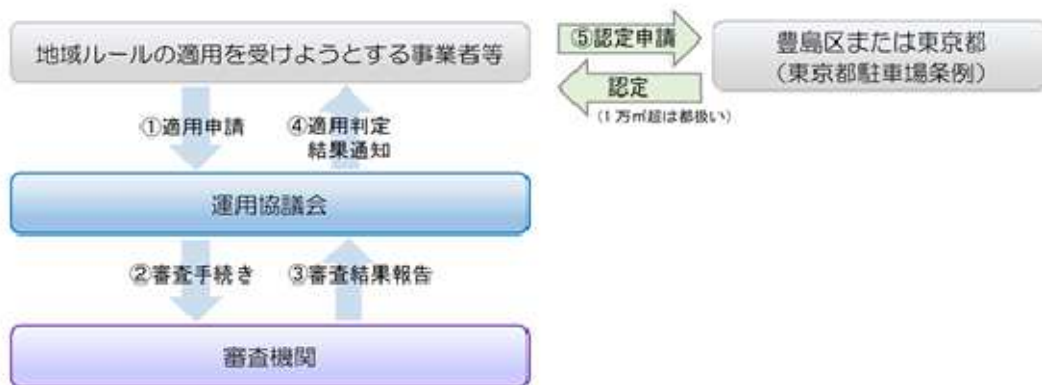 地域ルールの適用を受けようとする事業者等
⑤認定申請
認定
(1万㎡超は都扱い)
豊島区または東京都
(東京都駐車場条例)
①適用申請
④適用判定
結果通知
運用協議会
②審査手続き
③審査結果報告
審査機関